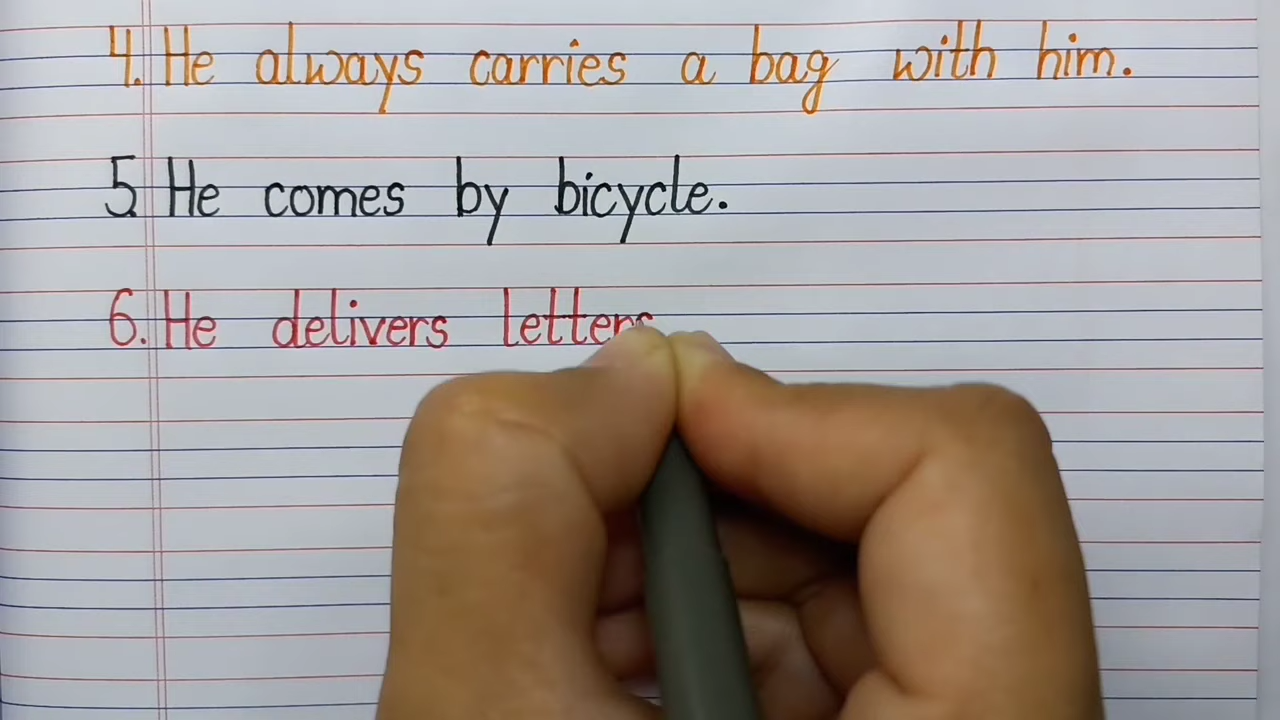 4. He always carries a bag with him.
5. He comes by bicycle.
6. He delivers letters